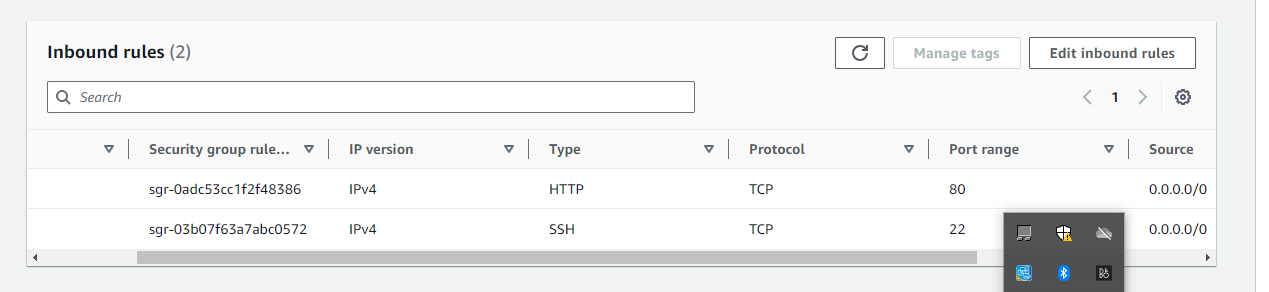 Inbound rules (2)
Manage tags
Edit inbound rules
Search
1
Security group rule... IP version Type Protocol Port range Source
sgr-0adc53cc1f2f48386 IPv4 HTTP TCP 80 0.0.0.0/0
sgr-03b07f63a7abc0572 IPv4 SSH TCP 22 0.0.0.0/0